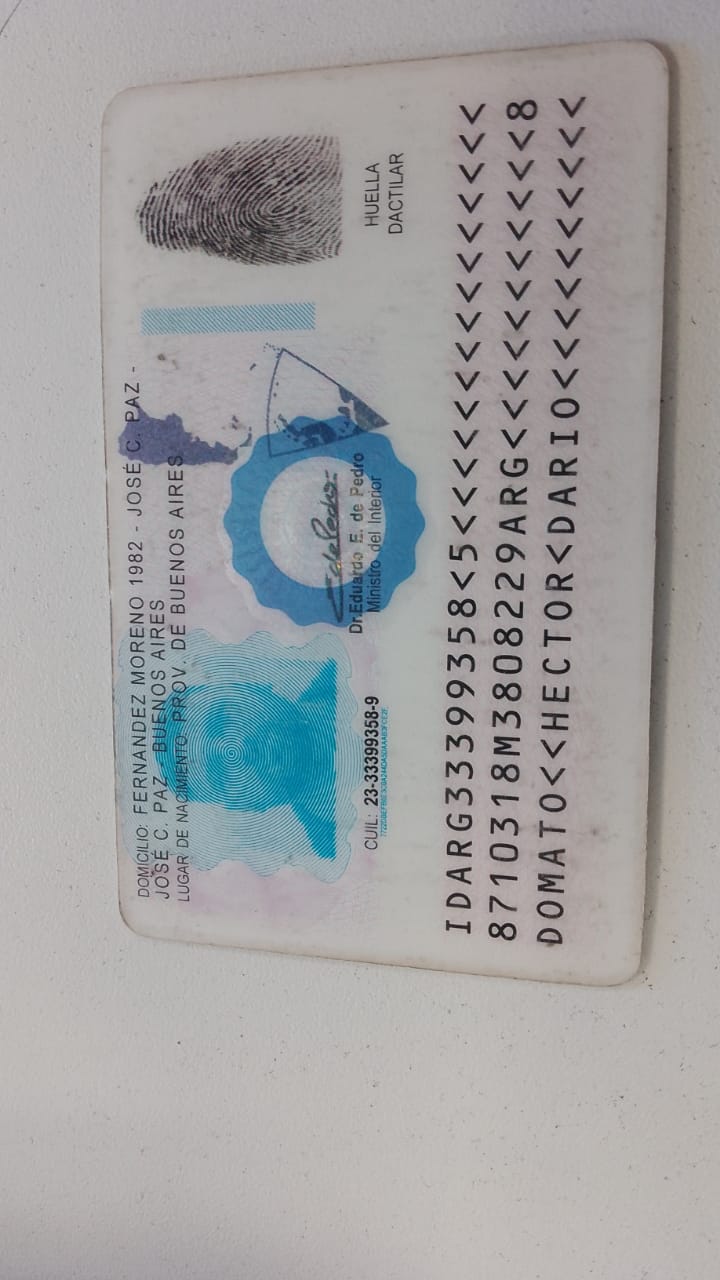 DOMICILIO: FERNANDEZ MORENO 1982 - JOSÉ C. PAZ -
JOSÉ C. PAZ BUENOS AIRES
LUGAR DE NACIMIENTO PROV. DE BUENOS AIRES
HUELLA
DACTILAR
Dr. Eduardo E. de Pedro
Ministro del Interior
CUIL: 23-33399358-9
IDARG33399358<5<<<<<<<<<<<<<<<
8710318M3808229ARG<<<<<<<<<<<8
DOMATO<<HECTOR<DARIO<<<<<<<<<<